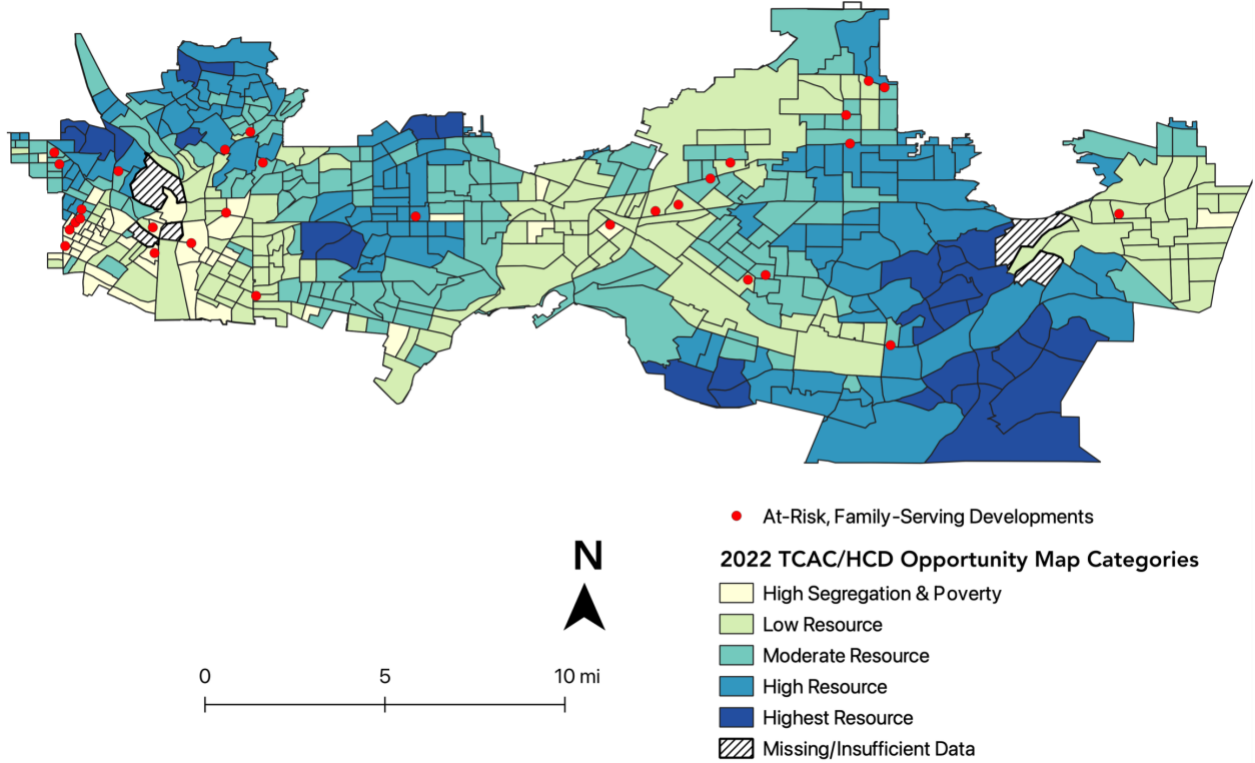 At-Risk, Family-Serving Developments
N
2022 TCAC/HCD Opportunity Map Categories
High Segregation & Poverty
Low Resource
Moderate Resource
High Resource
Highest Resource
Missing/Insufficient Data
0 5 10 mi